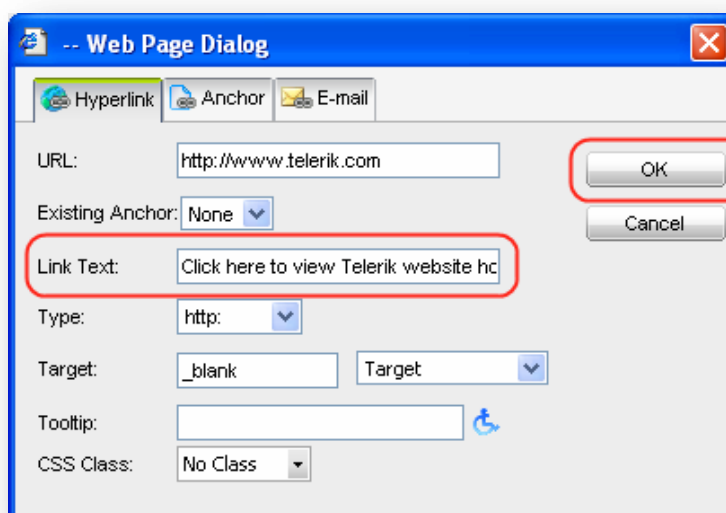 -- Web Page Dialog
Hyperlink Anchor E-mail
URL: http://www.telerik.com OK
Existing Anchor: None Cancel
Link Text: Click here to view Telerik website
Type: http:
Target: _blank Target
Tooltip:
CSS Class: No Class